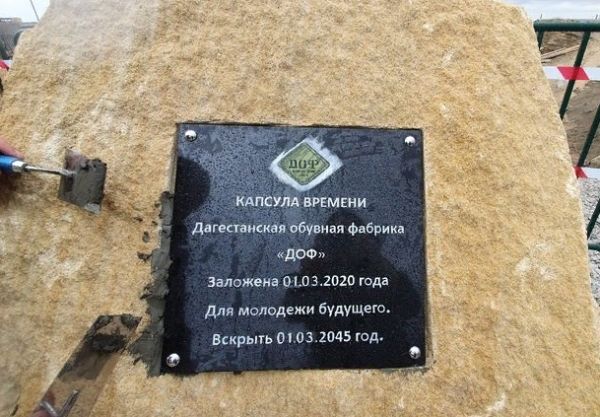 ДОФ
КАПСУЛА ВРЕМЕНИ
Дагестанская обувная фабрика
«ДОФ»
Заложена 01.03.2020 года
Для молодежи будущего.
Вскрыть 01.03.2045 год.